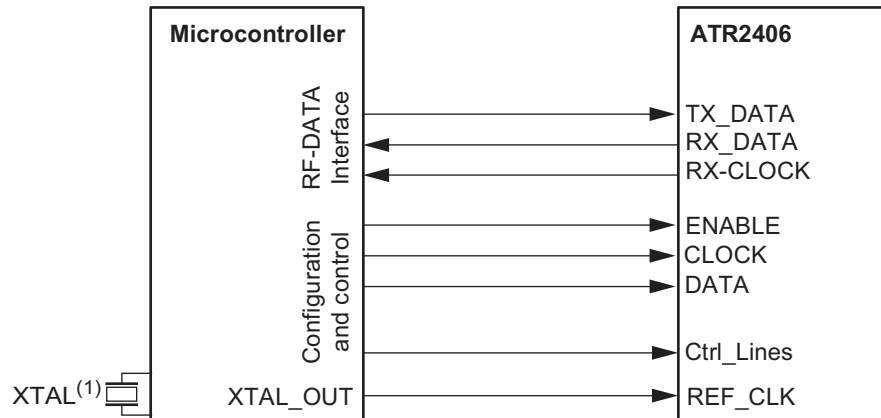 Microcontroller
ATR2406
RF-DATA
Interface
TX_DATA
RX_DATA
RX-CLOCK
Configuration
and control
ENABLE
CLOCK
DATA
Ctrl_Lines
XTAL(1)
XTAL_OUT
REF_CLK